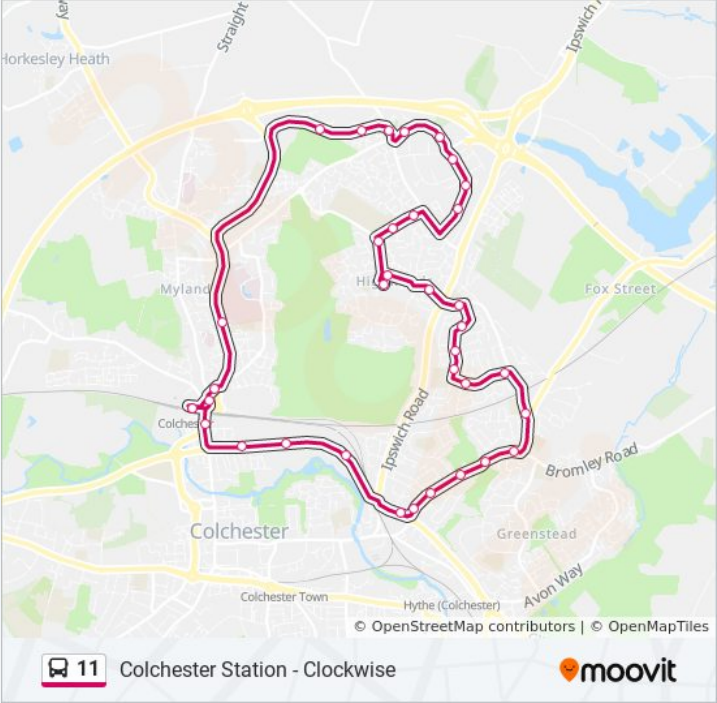 way
Straight
Ipswich R
Horkesley Heath
Myland
Hi
Fox Street
Colchester
Ipswich Road
Bromley Road
Colchester
Greenstead
Avon Way
Colchester Town
Hythe (Colchester)
© OpenStreetMap contributors | © OpenMapTiles
11 Colchester Station - Clockwise
moovit